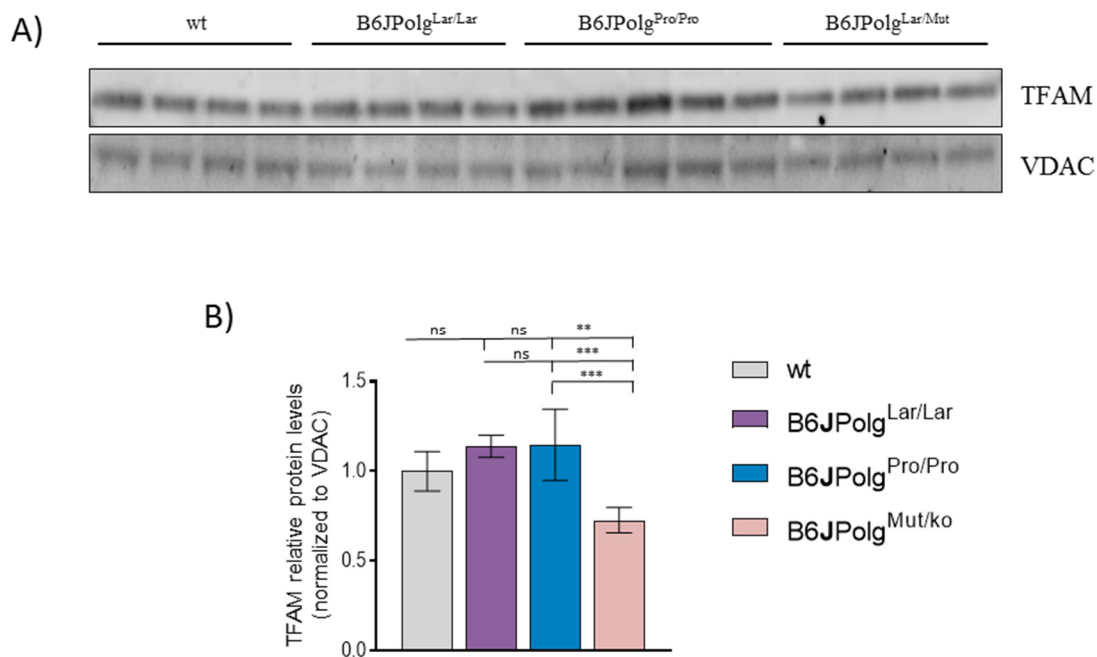 A)
wt B6JPolgLar/Lar B6JPolgPro/Pro B6JPolgLar/Mut
TFAM
VDAC
B)
ns ns **
ns ***
***
TFAM relative protein levels
(normalized to VDAC)
1.5
1.0
0.5
0.0
wt
B6JPolgLar/Lar
B6JPolgPro/Pro
B6JPolgMut/ko